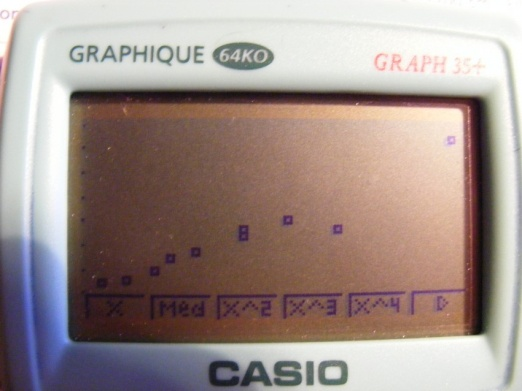 GRAPHIQUE 64KO GRAPH 35+
X Med X^2 X^3 X^4 D
CASIO